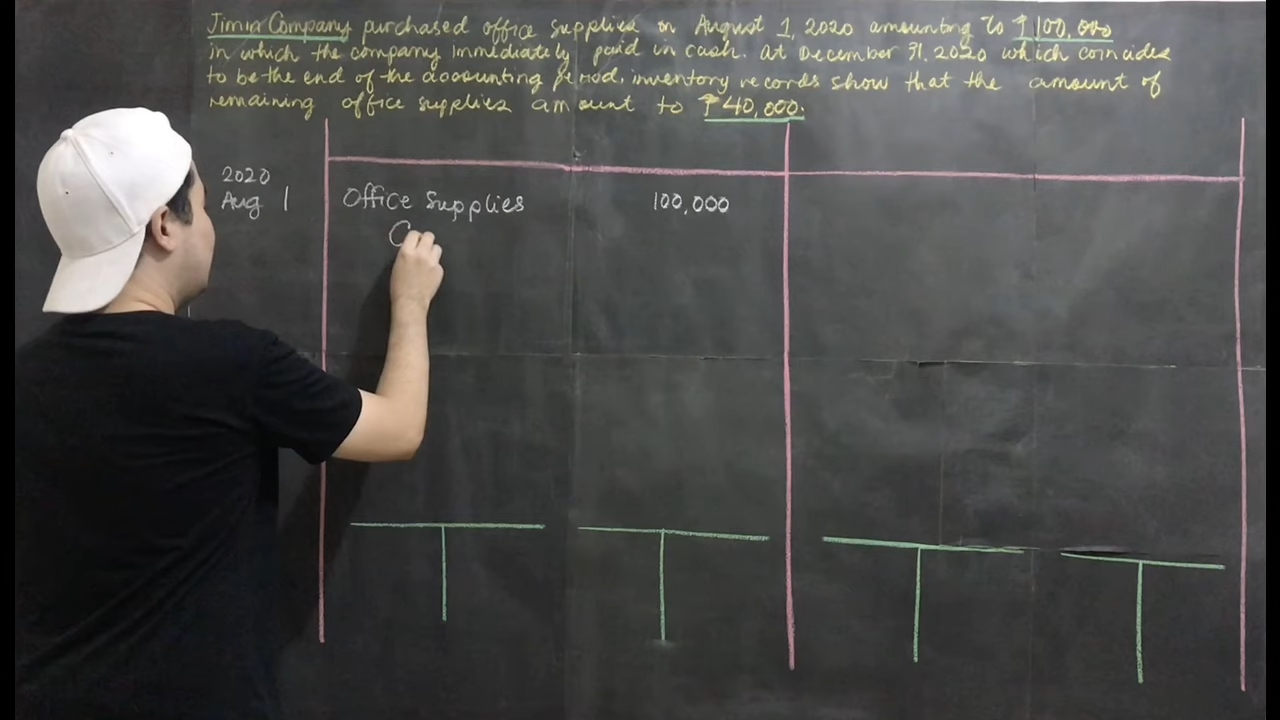 Jimin Company purchased office supplies on August 1, 2020 amounting to ₱100,000
in which the company immediately paid in cash. At December 31, 2020 which coincides
to be the end of the accounting period, inventory records show that the amount of
remaining office supplies amount to ₱40,000.
2020
Aug 1 Office Supplies 100,000
C